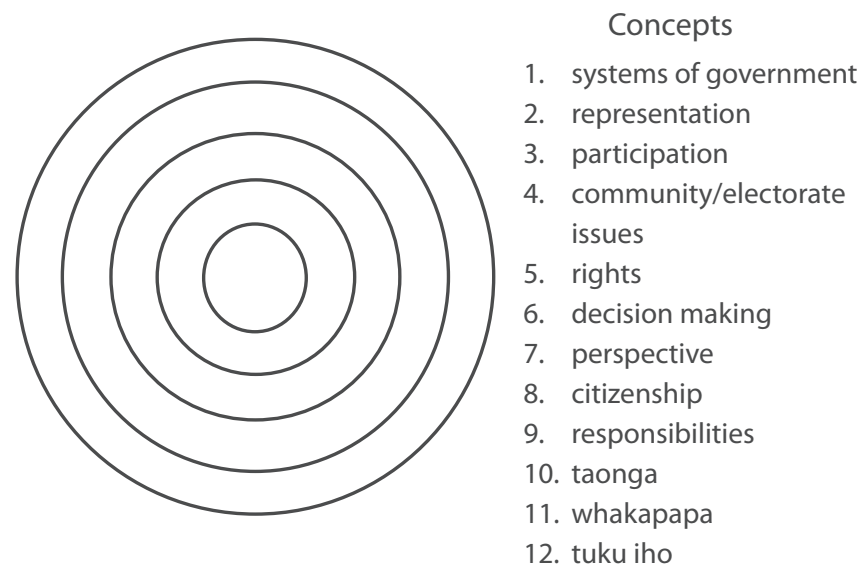 Concepts
1. systems of government
2. representation
3. participation
4. community/electorate
issues
5. rights
6. decision making
7. perspective
8. citizenship
9. responsibilities
10. taonga
11. whakapapa
12. tuku iho